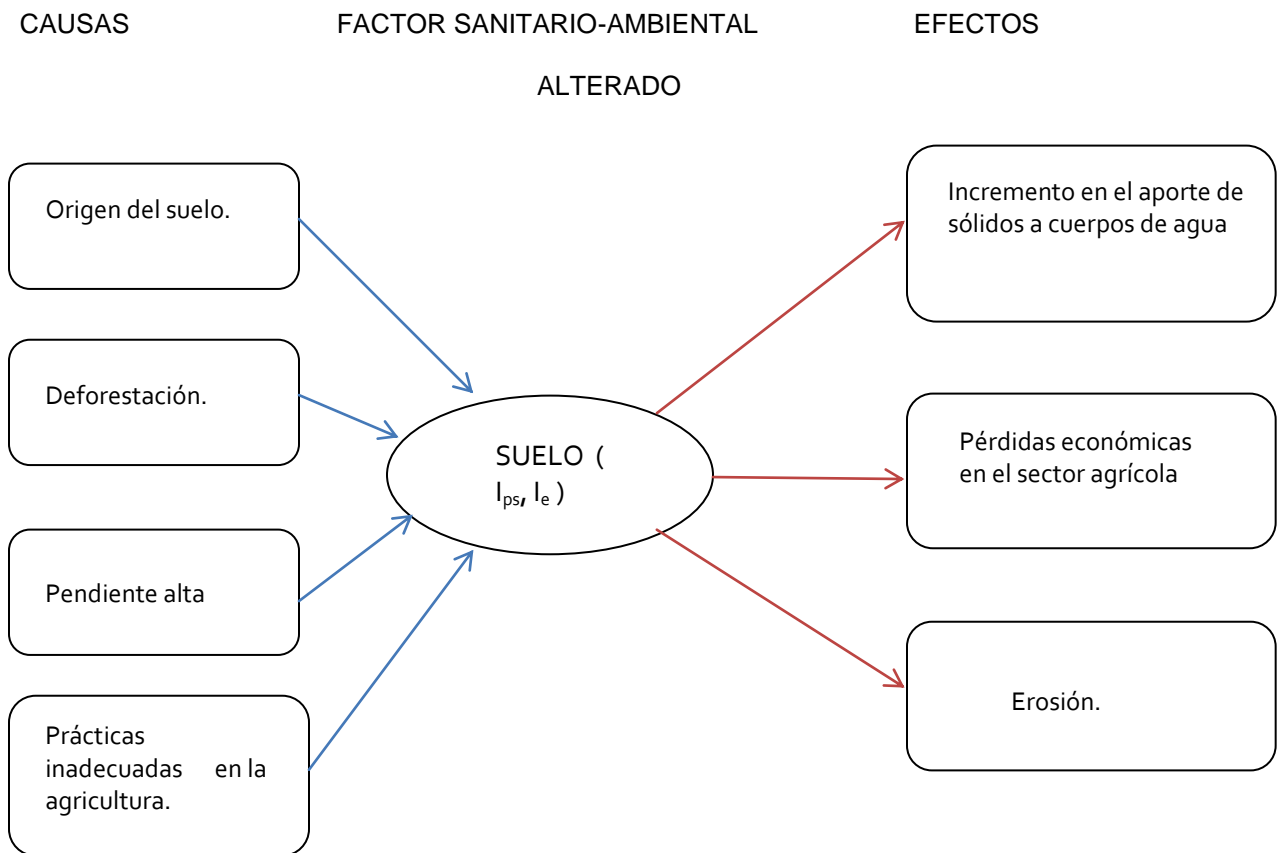 CAUSAS
FACTOR SANITARIO-AMBIENTAL
ALTERADO
EFECTOS
Origen del suelo.
Deforestación.
Pendiente alta
Prácticas
inadecuadas en la
agricultura.
SUELO (
Ips, Ie )
Incremento en el aporte de
sólidos a cuerpos de agua
Pérdidas económicas
en el sector agrícola
Erosión.